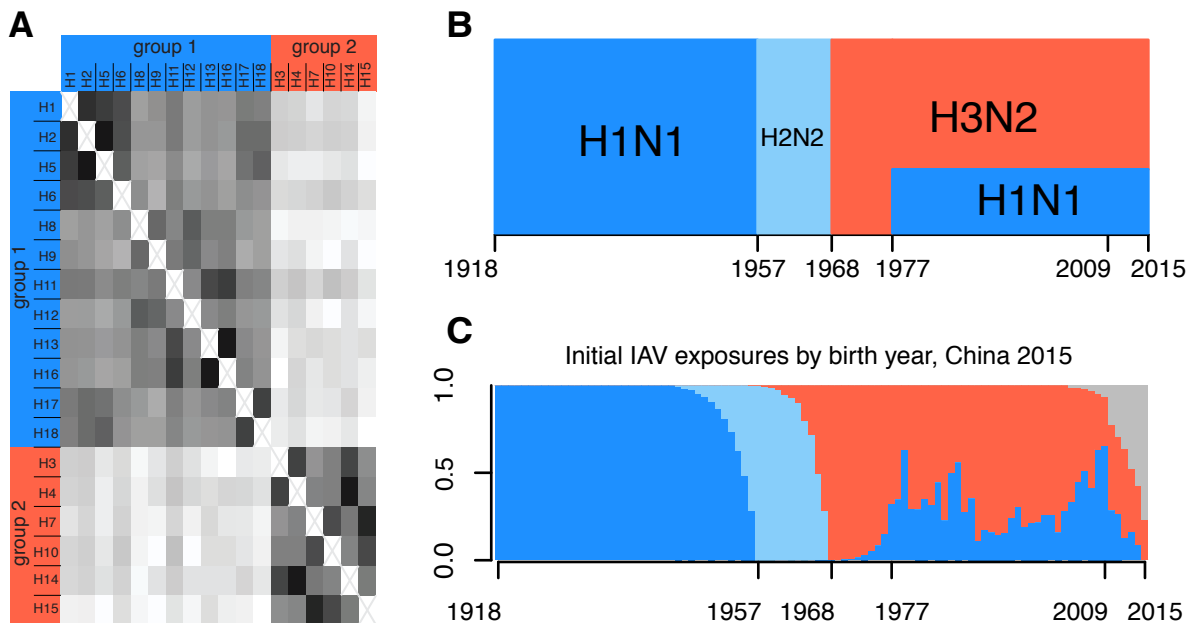 A
group 1 group 2
H1 H2 H5 H6 H8 H9 H11 H12 H13 H16 H17 H18 H3 H4 H7 H10 H14 H15
group 1
H1
H2
H5
H6
H8
H9
H11
H12
H13
H16
H17
H18
group 2
H3
H4
H7
H10
H14
H15
B
H1N1
H2N2
H3N2
H1N1
1918 1957 1968 1977 2009 2015
C
Initial IAV exposures by birth year, China 2015
1.0
0.5
0.0
1918 1957 1968 1977 2009 2015